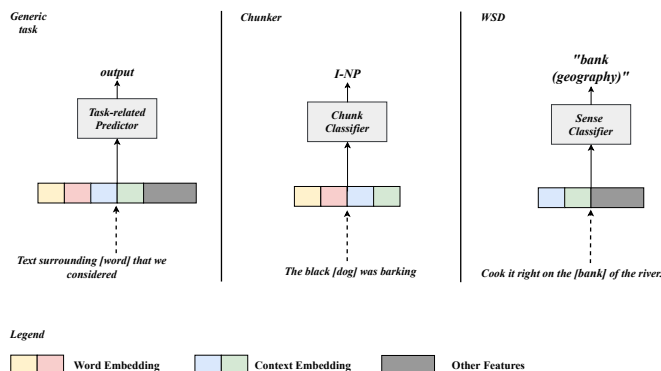 Generic
task
output
Task-related
Predictor
Text surrounding [word] that we
considered
Chunker
I-NP
Chunk
Classifier
The black [dog] was barking
WSD
"bank
(geography)"
Sense
Classifier
Cook it right on the [bank] of the river.
Legend
Word Embedding
Context Embedding
Other Features